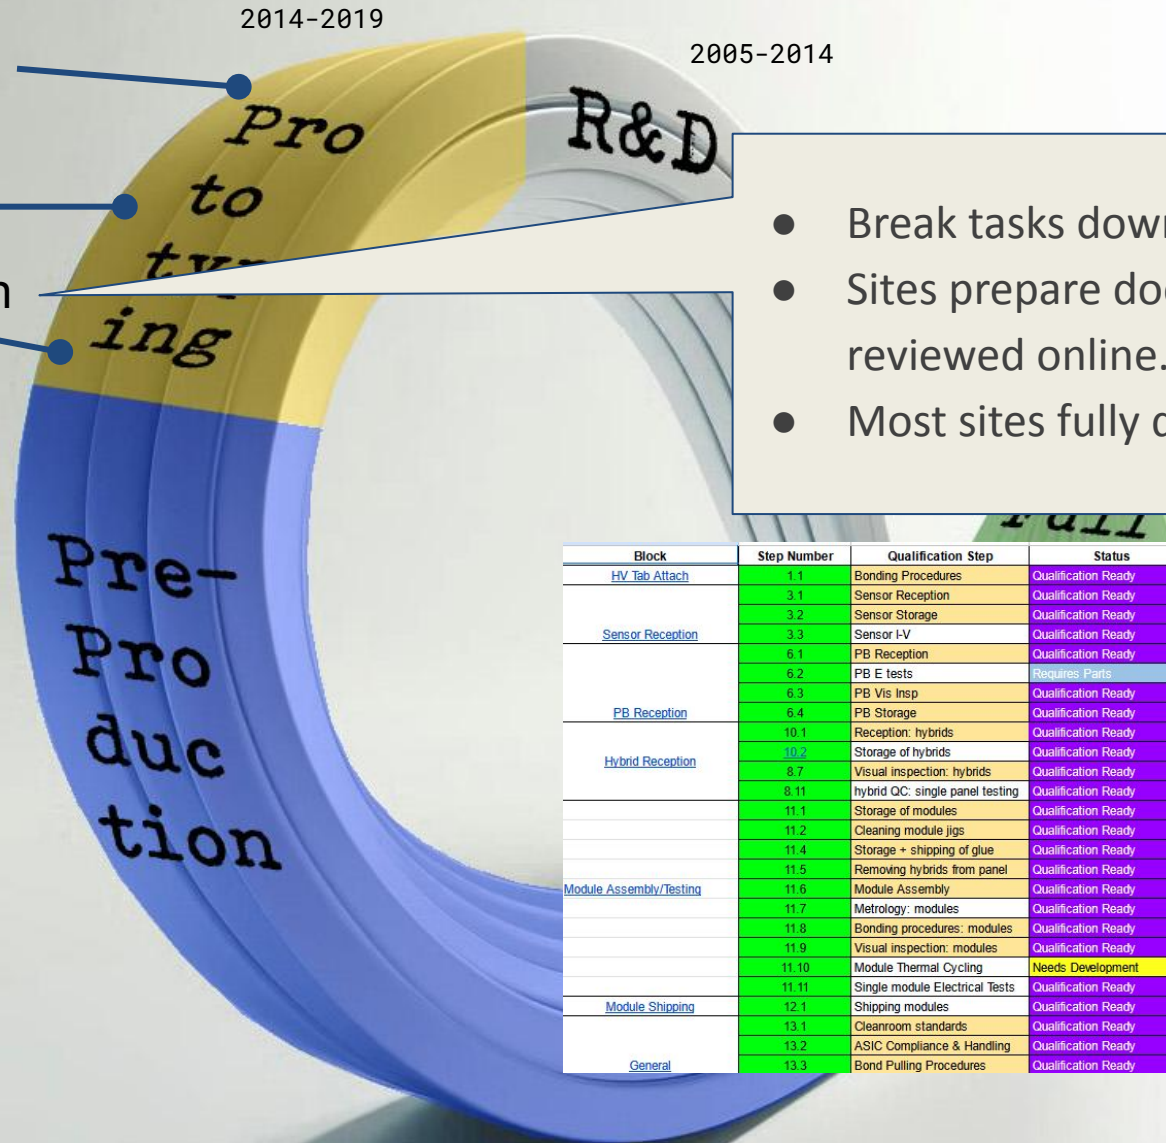 2014-2019
2005-2014
Pro
to
ing
R&D
● Break tasks down
● Sites prepare
reviewed online.
● Most sites fully
Pre-
Pro
duc
tion
Full
Block Step Number Qualification Step Status
HV Tab Attach 1.1 Bonding Procedures Qualification Ready
3.1 Sensor Reception Qualification Ready
3.2 Sensor Storage Qualification Ready
Sensor Reception 3.3 Sensor I-V Qualification Ready
6.1 PB Reception Qualification Ready
6.2 PB E tests Requires Parts
6.3 PB Vis Insp Qualification Ready
PB Reception 6.4 PB Storage Qualification Ready
10.1 Reception: hybrids Qualification Ready
Hybrid Reception 10.2 Storage of hybrids Qualification Ready
8.7 Visual inspection: hybrids Qualification Ready
8.11 hybrid QC: single panel testing Qualification Ready
11.1 Storage of modules Qualification Ready
11.2 Cleaning module jigs Qualification Ready
11.4 Storage + shipping of glue Qualification Ready
11.5 Removing hybrids from panel Qualification Ready
Module Assembly/Testing 11.6 Module Assembly Qualification Ready
11.7 Metrology: modules Qualification Ready
11.8 Bonding procedures: modules Qualification Ready
11.9 Visual inspection: modules Qualification Ready
11.10 Module Thermal Cycling Needs Development
11.11 Single module Electrical Tests Qualification Ready
Module Shipping 12.1 Shipping modules Qualification Ready
13.1 Cleanroom standards Qualification Ready
13.2 ASIC Compliance & Handling Qualification Ready
General 13.3 Bond Pulling Procedures Qualification Ready